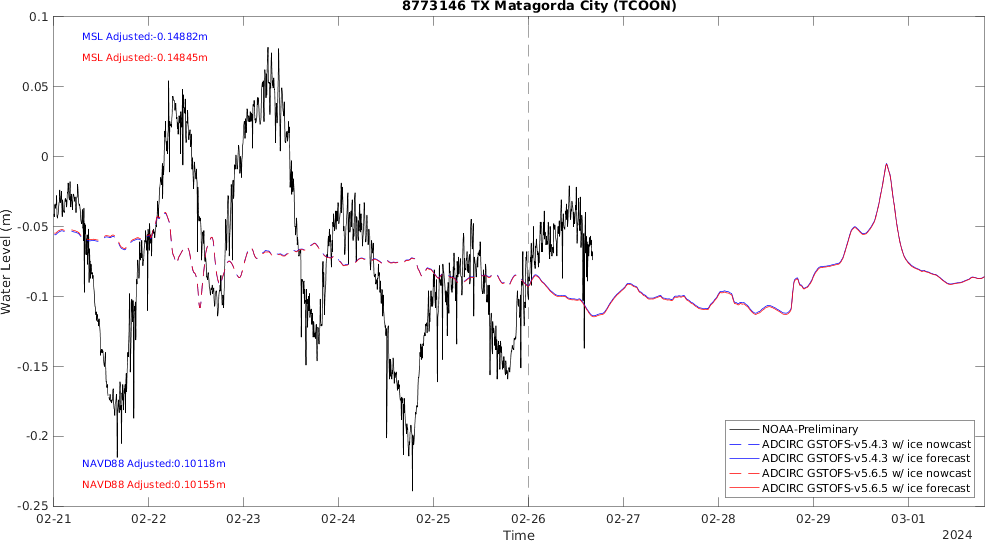 8773146 TX Matagorda City (TCOON)
0.1
MSL Adjusted:-0.14882m
MSL Adjusted:-0.14845m
0.05
0
-0.05
Water Level (m)
-0.1
-0.15
-0.2
NAVD88 Adjusted:0.10118m
NAVD88 Adjusted:0.10155m
-0.25
NOAA-Preliminary
ADCIRC GSTOFS-v5.4.3 w/ ice nowcast
ADCIRC GSTOFS-v5.4.3 w/ ice forecast
ADCIRC GSTOFS-v5.6.5 w/ ice nowcast
ADCIRC GSTOFS-v5.6.5 w/ ice forecast
02-21 02-22 02-23 02-24 02-25 02-26 02-27 02-28 02-29 03-01
Time
2024